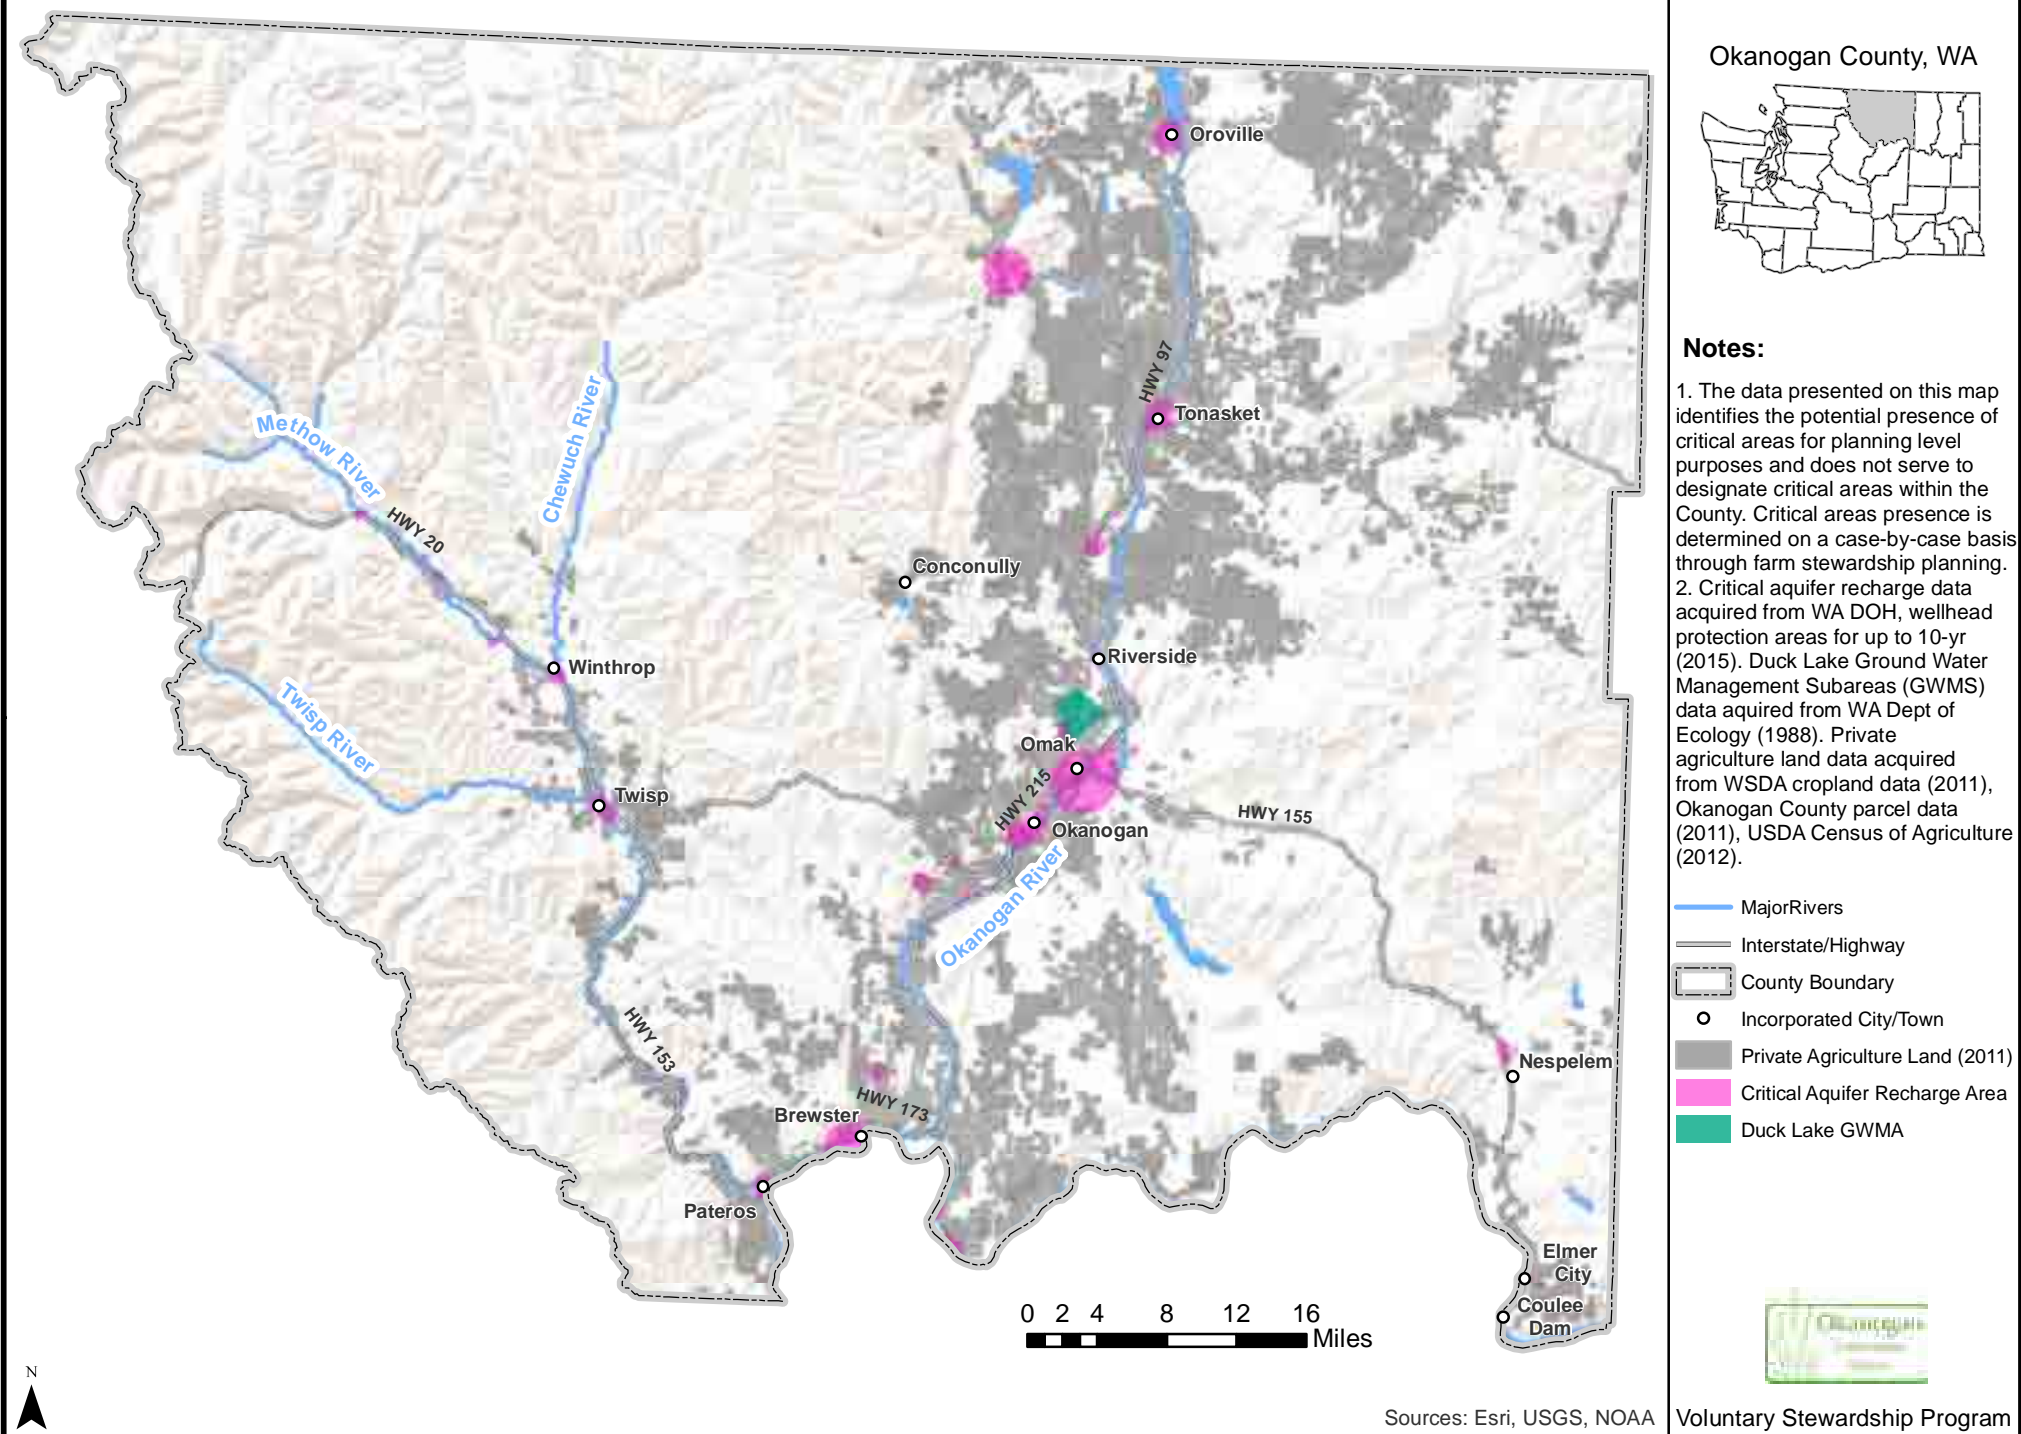 Okanogan County, WA
Notes:
1. The data presented on this map
identifies the potential presence of
critical areas for planning level
purposes and does not serve to
designate critical areas within the
County. Critical areas presence is
determined on a case-by-case basis
through farm stewardship planning.
2. Critical aquifer recharge data
acquired from WA DOH, wellhead
protection areas for up to 10-yr
(2015). Duck Lake Ground Water
Management Subareas (GWMS)
data aquired from WA Dept of
Ecology (1988). Private
agriculture land data acquired
from WSDA cropland data (2011),
Okanogan County parcel data
(2011), USDA Census of Agriculture
(2012).
MajorRivers
Interstate/Highway
County Boundary
Incorporated City/Town
Private Agriculture Land (2011)
Critical Aquifer Recharge Area
Duck Lake GWMA
Voluntary Stewardship Program
Oroville
HWY 97
Tonasket
Methow River
Chewuch River
HWY 20
Conconully
Riverside
Winthrop
Twisp River
Omak
HWY 215
Twisp
Okanogan
HWY 155
Okanogan River
HWY 153
Nespelem
HWY 173
Brewster
Pateros
Elmer
City
Coulee
Dam
0 2 4 8 12 16
Miles
N
Sources: Esri, USGS, NOAA